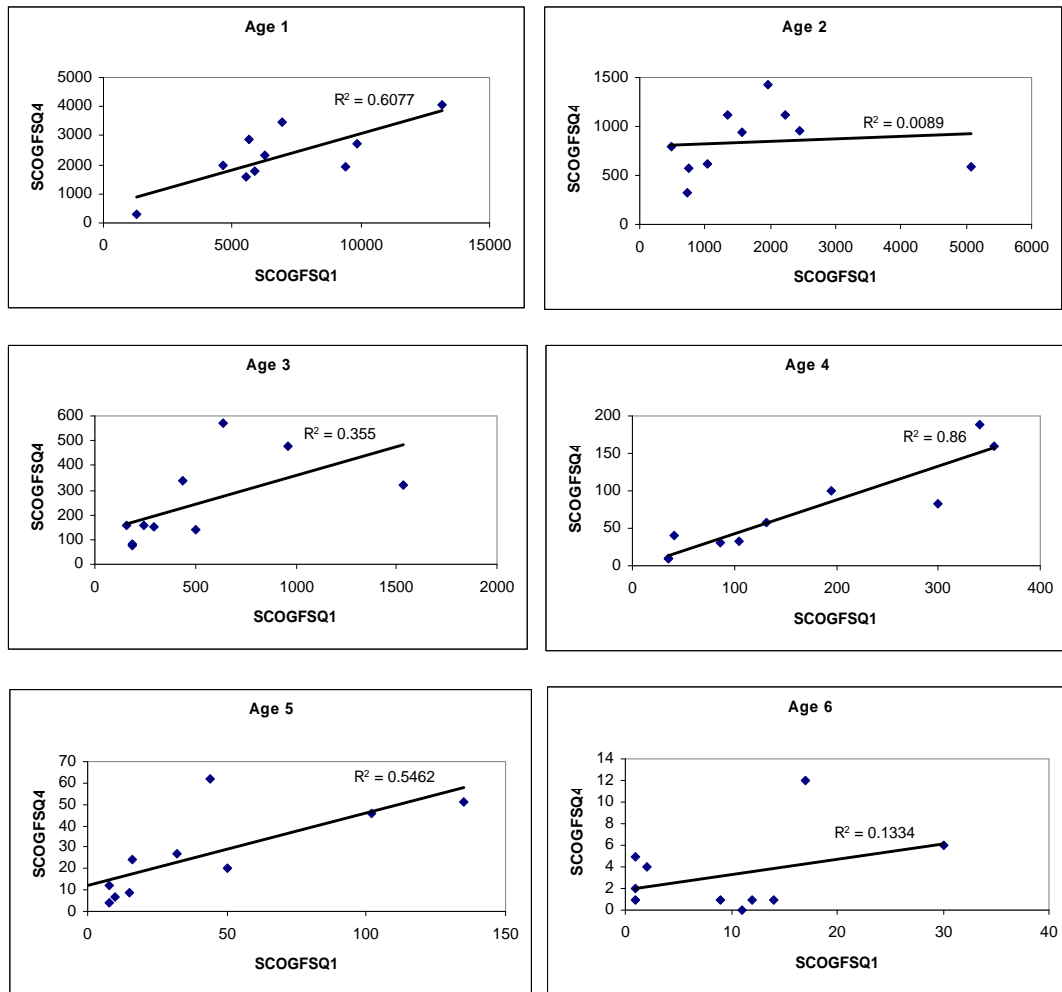 Age 1
5000
4000
3000
2000
1000
0
SCOGFSQ4
R² = 0.6077
0 5000 10000 15000
SCOGFSQ1
Age 2
1500
1000
500
0
SCOGFSQ4
R² = 0.0089
0 1000 2000 3000 4000 5000 6000
SCOGFSQ1
Age 3
600
500
400
300
200
100
0
SCOGFSQ4
R² = 0.355
0 500 1000 1500 2000
SCOGFSQ1
Age 4
200
150
100
50
0
SCOGFSQ4
R² = 0.86
0 100 200 300 400
SCOGFSQ1
Age 5
70
60
50
40
30
20
10
0
SCOGFSQ4
R² = 0.5462
0 50 100 150
SCOGFSQ1
Age 6
14
12
10
8
6
4
2
0
SCOGFSQ4
R² = 0.1334
0 10 20 30 40
SCOGFSQ1